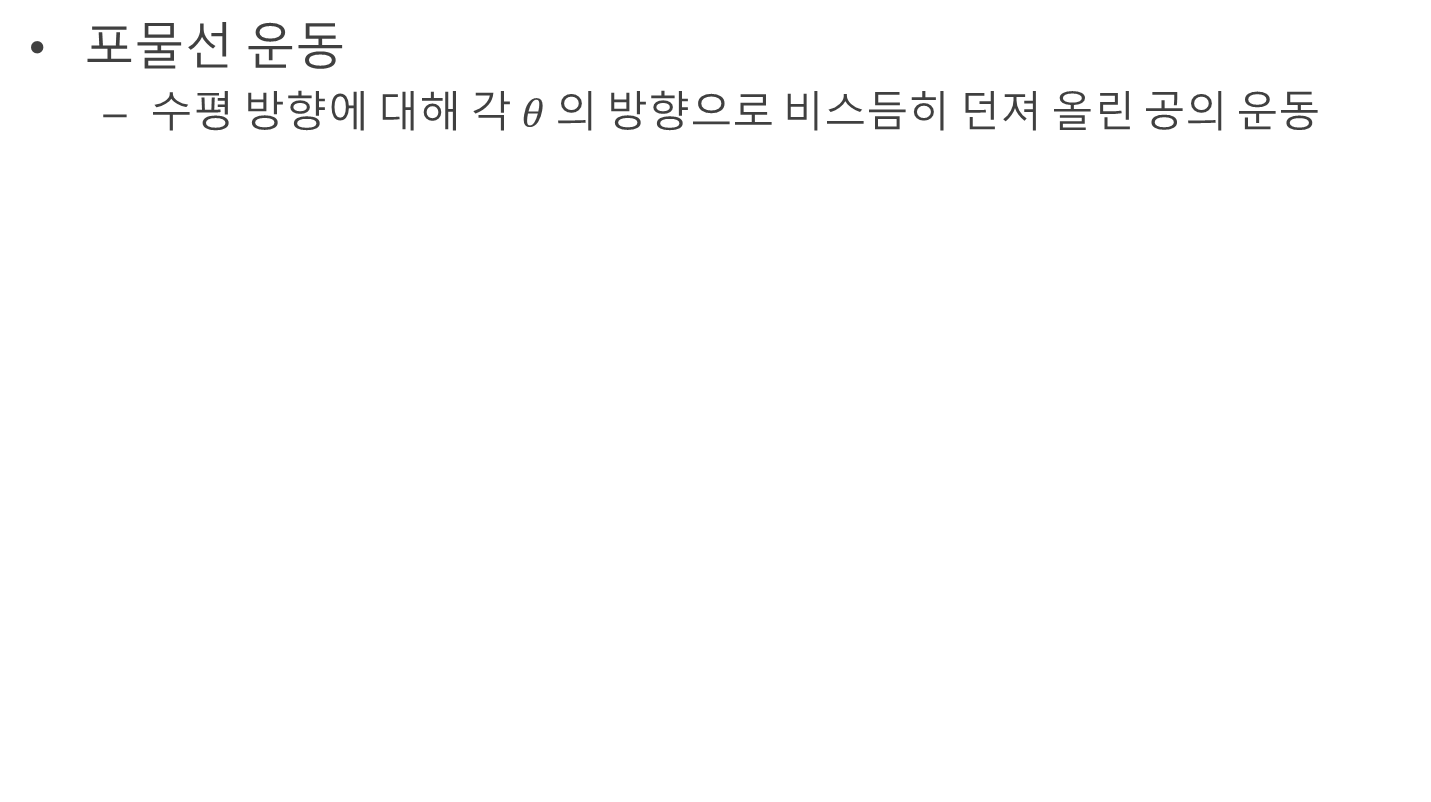 • 포물선 운동
– 수평 방향에 대해 각 θ 의 방향으로 비스듬히 던져 올린 공의 운동